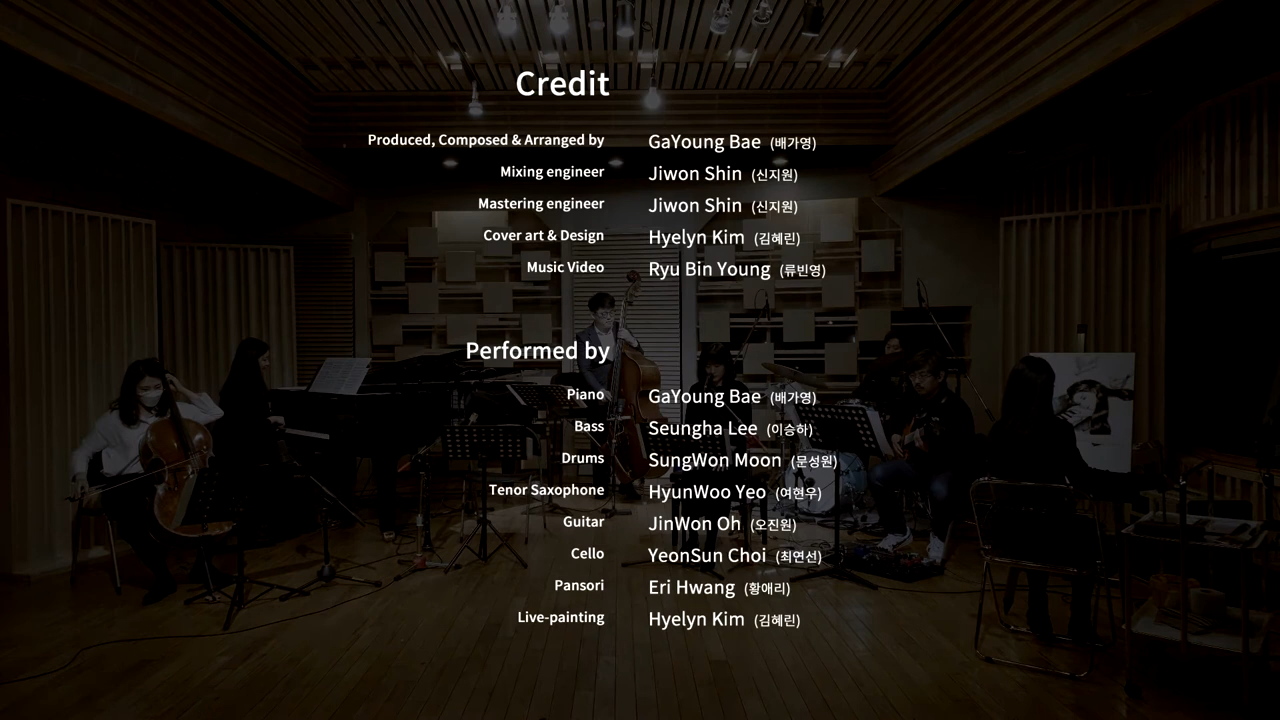 Credit
Produced, Composed & Arranged by GaYoung Bae (배가영)
Mixing engineer Jiwon Shin (신지원)
Mastering engineer Jiwon Shin (신지원)
Cover art & Design Hyelyn Kim (김혜린)
Music Video Ryu Bin Young (류빈영)
Performed by
Piano GaYoung Bae (배가영)
Bass Seungha Lee (이승하)
Drums SungWon Moon (문성원)
Tenor Saxophone HyunWoo Yeo (여현우)
Guitar JinWon Oh (오진원)
Cello YeonSun Choi (최연선)
Pansori Eri Hwang (황애리)
Live-painting Hyelyn Kim (김혜린)